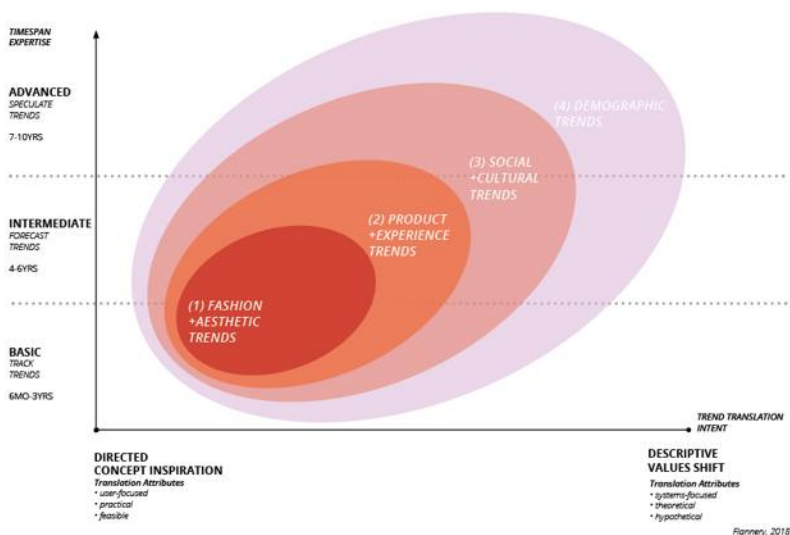 TIMESPAN
EXPERTISE
ADVANCED
SPECULATE
TRENDS
7-10YRS
(4) DEMOGRAPHIC
TRENDS
(3) SOCIAL
+CULTURAL
TRENDS
INTERMEDIATE
FORECAST
TRENDS
4-6YRS
(2) PRODUCT
+EXPERIENCE
TRENDS
(1) FASHION
+AESTHETIC
TRENDS
BASIC
TRACK
TRENDS
6MO-3YRS
TREND TRANSLATION
INTENT
DIRECTED
CONCEPT INSPIRATION
Translation Attributes
• user-focused
• practical
• feasible
DESCRIPTIVE
VALUES SHIFT
Translation Attributes
• systems-focused
• theoretical
• hypothetical
Flannery, 2018